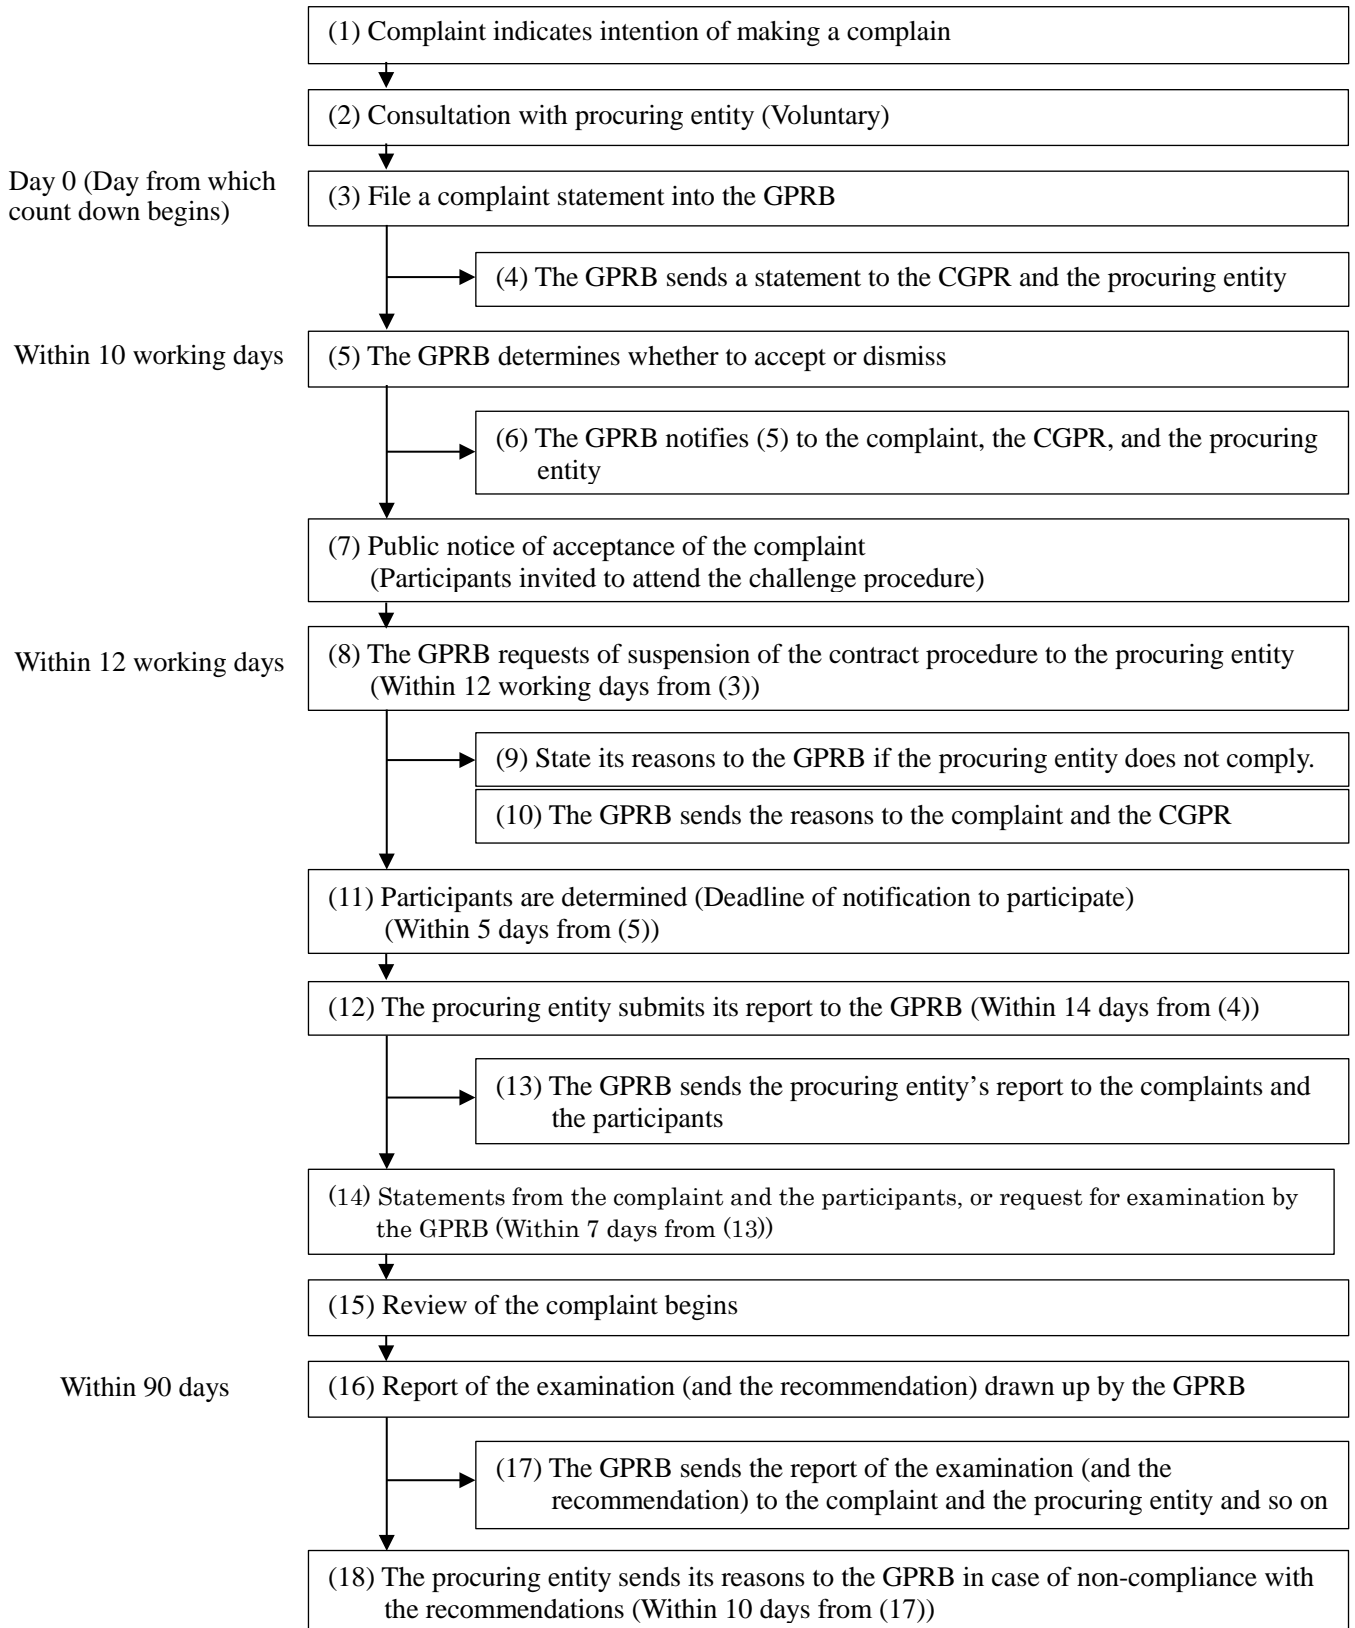 (1) Complaint indicates intention of making a complain
(2) Consultation with procuring entity (Voluntary)
Day 0 (Day from which
count down begins)
(3) File a complaint statement into the GPRB
(4) The GPRB sends a statement to the CGPR and the procuring entity
Within 10 working days
(5) The GPRB determines whether to accept or dismiss
(6) The GPRB notifies (5) to the complaint, the CGPR, and the procuring
entity
(7) Public notice of acceptance of the complaint
(Participants invited to attend the challenge procedure)
Within 12 working days
(8) The GPRB requests of suspension of the contract procedure to the procuring entity
(Within 12 working days from (3))
(9) State its reasons to the GPRB if the procuring entity does not comply.
(10) The GPRB sends the reasons to the complaint and the CGPR
(11) Participants are determined (Deadline of notification to participate)
(Within 5 days from (5))
(12) The procuring entity submits its report to the GPRB (Within 14 days from (4))
(13) The GPRB sends the procuring entity’s report to the complaints and
the participants
(14) Statements from the complaint and the participants, or request for examination by
the GPRB (Within 7 days from (13))
(15) Review of the complaint begins
Within 90 days
(16) Report of the examination (and the recommendation) drawn up by the GPRB
(17) The GPRB sends the report of the examination (and the
recommendation) to the complaint and the procuring entity and so on
(18) The procuring entity sends its reasons to the GPRB in case of non-compliance with
the recommendations (Within 10 days from (17))